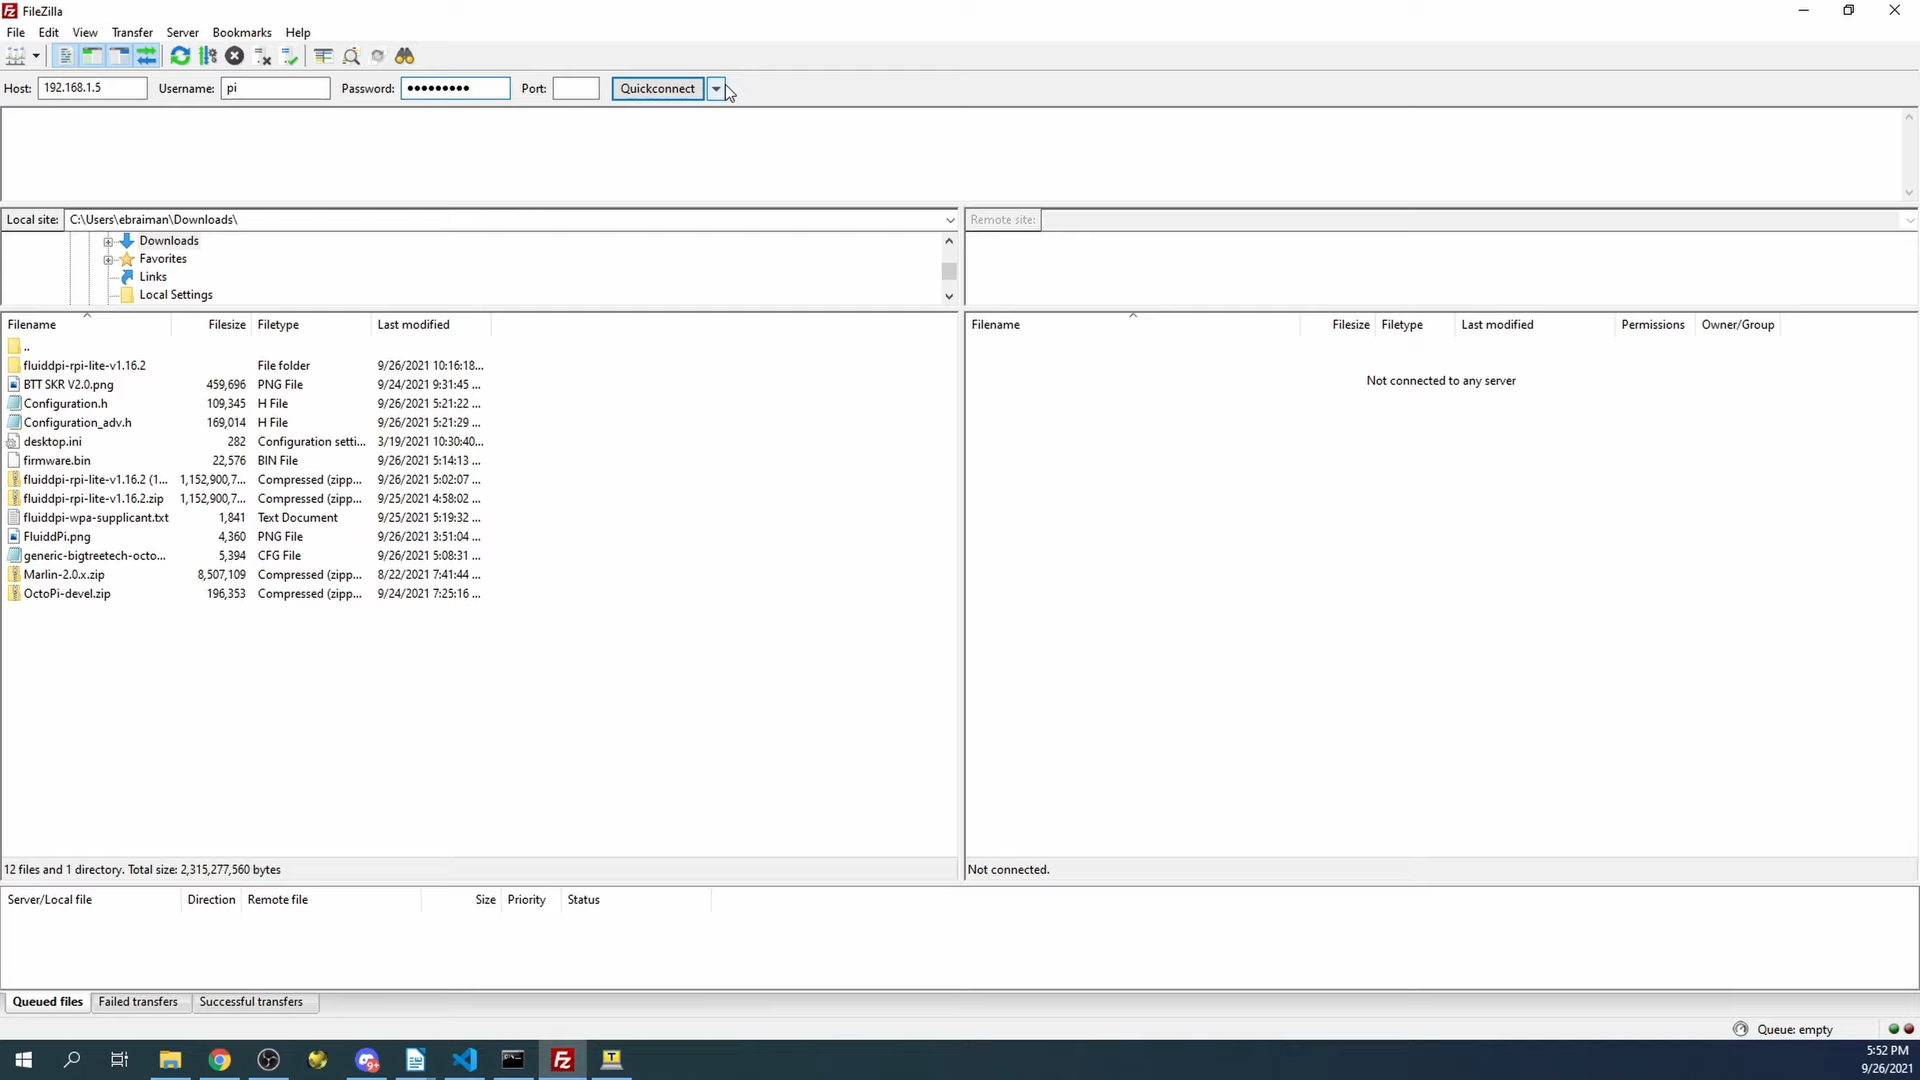 FileZilla
File Edit View Transfer Server Bookmarks Help
Host: 192.168.1.5 Username: pi Password: ●●●●●●●●● Port: Quickconnect
Local site: C:\Users\ebraiman\Downloads\ Remote site:
Downloads
Favorites
Links
Local Settings
Filename Filesize Filetype Last modified Filename Filesize Filetype Last modified Permissions Owner/Group
..
fluiddpi-rpi-lite-v1.16.2 File folder 9/26/2021 10:16:18...
BTT SKR V2.0.png 459,696 PNG File 9/24/2021 9:31:45 ...
Not connected to any server
Configuration.h 109,345 H File 9/26/2021 5:21:22 ...
Configuration_adv.h 169,014 H File 9/26/2021 5:21:29 ...
desktop.ini 282 Configuration setti... 3/19/2021 10:30:40...
firmware.bin 22,576 BIN File 9/26/2021 5:14:13 ...
fluiddpi-rpi-lite-v1.16.2 (1... 1,152,900,7... Compressed (zipp... 9/26/2021 5:02:07 ...
fluiddpi-rpi-lite-v1.16.2.zip 1,152,900,7... Compressed (zipp... 9/25/2021 4:58:02 ...
fluiddpi-wpa-supplicant.txt 1,841 Text Document 9/25/2021 5:19:32 ...
FluiddPi.png 4,360 PNG File 9/26/2021 3:51:04 ...
generic-bigtreetech-octo... 5,394 CFG File 9/26/2021 5:08:31 ...
Marlin-2.0.x.zip 8,507,109 Compressed (zipp... 8/22/2021 7:41:44 ...
OctoPi-devel.zip 196,353 Compressed (zipp... 9/24/2021 7:25:16 ...
12 files and 1 directory. Total size: 2,315,277,560 bytes Not connected.
Server/Local file Direction Remote file Size Priority Status
Queued files Failed transfers Successful transfers
Queue: empty
5:52 PM
9/26/2021